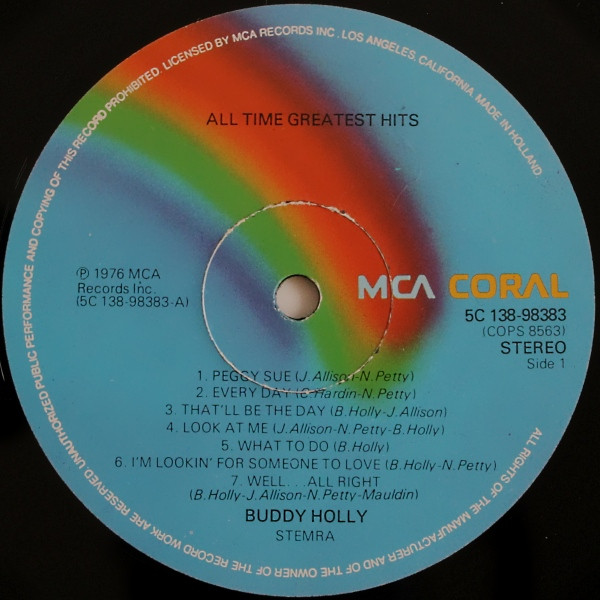 UNAUTHORIZED PUBLIC PERFORMANCE AND COPYING OF THIS RECORD PROHIBITED. LICENSED BY MCA RECORDS INC. LOS ANGELES, CALIFORNIA. MADE IN HOLLAND
ALL TIME GREATEST HITS
℗ 1976 MCA
Records Inc.
(5C 138-98383-A)
MCA CORAL
5C 138-98383
(COPS 8563)
STEREO
Side 1
1. PEGGY SUE (J. Allison-N. Petty)
2. EVERY DAY (C. Hardin-N. Petty)
3. THAT'LL BE THE DAY (B. Holly-J. Allison)
4. LOOK AT ME (J. Allison-N. Petty-B. Holly)
5. WHAT TO DO (B. Holly)
6. I'M LOOKIN' FOR SOMEONE TO LOVE (B. Holly-N. Petty)
7. WELL...ALL RIGHT
(B. Holly-J. Allison-N. Petty-Mauldin)
BUDDY HOLLY
STEMRA
ALL RIGHTS OF THE MANUFACTURER AND OF THE OWNER OF THE RECORD WORK ARE RESERVED.